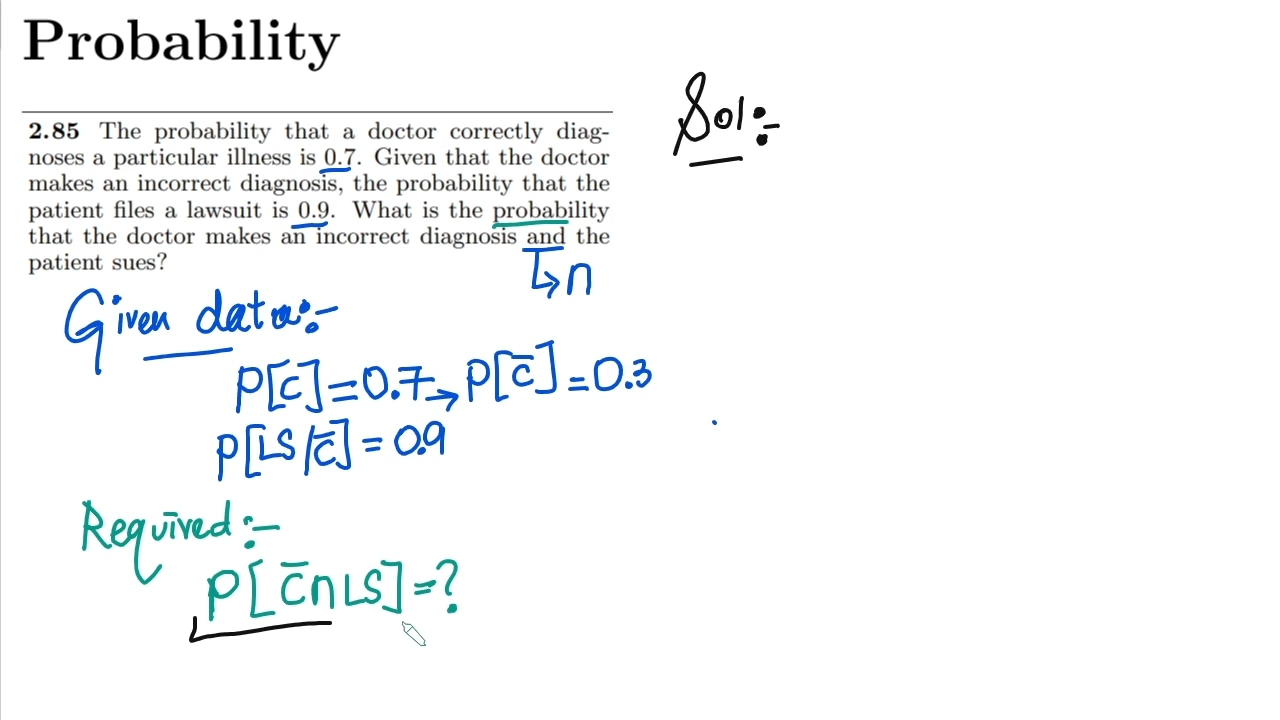 Probability
2.85 The probability that a doctor correctly diag-
noses a particular illness is 0.7. Given that the doctor
makes an incorrect diagnosis, the probability that the
patient files a lawsuit is 0.9. What is the probability
that the doctor makes an incorrect diagnosis and the
patient sues?
↳ ∩
Given data:-
P[C] = 0.7 → P[C̅] = 0.3
P[LS/C̅] = 0.9
Required:-
P[C̅∩LS] = ?
Sol:-